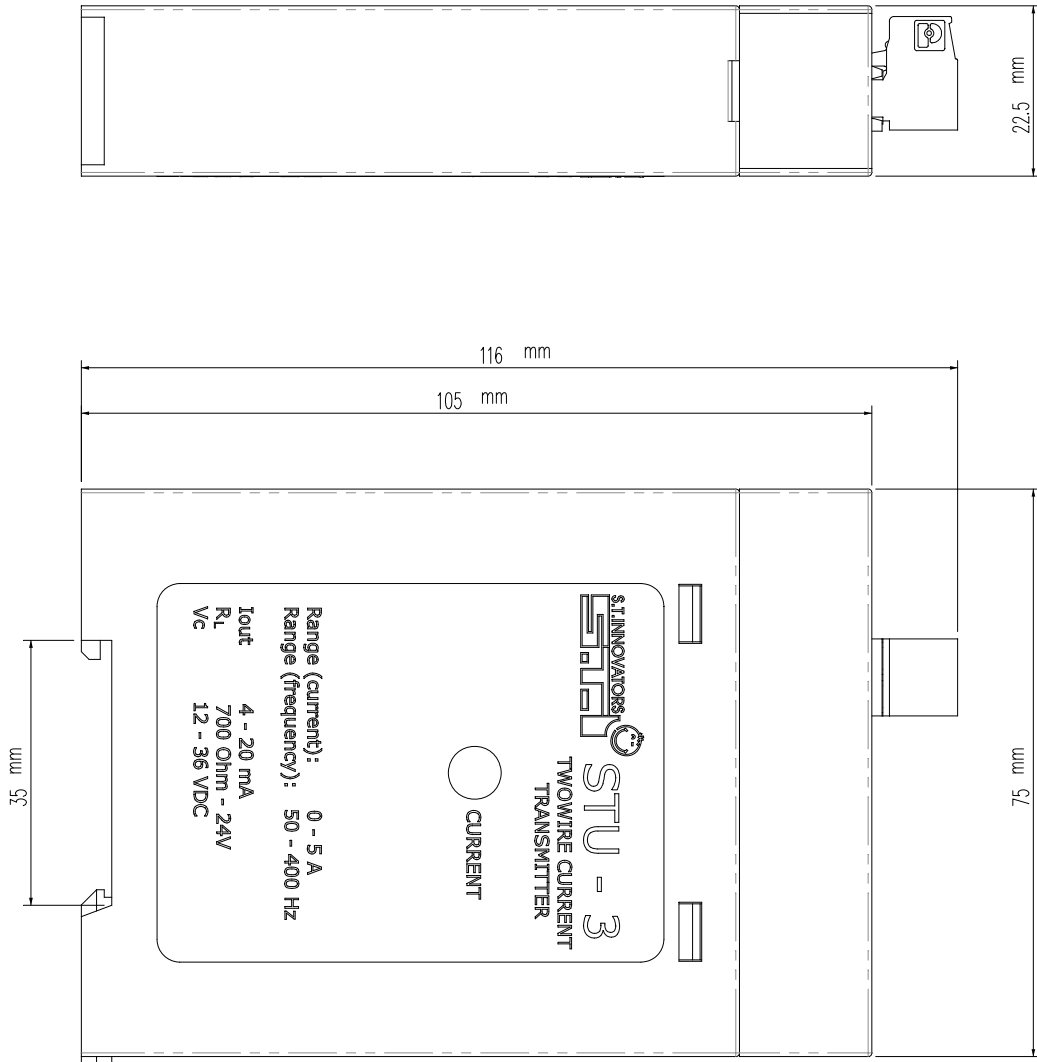 22.5 mm
116 mm
105 mm
35 mm
75 mm
S.T.INNOVATORS
S.T.I
STU - 3
TWOWIRE CURRENT
TRANSMITTER
CURRENT
Range (current): 0 - 5 A
Range (frequency): 50 - 400 Hz
Iout 4 - 20 mA
RL 700 Ohm - 24V
Vc 12 - 36 VDC